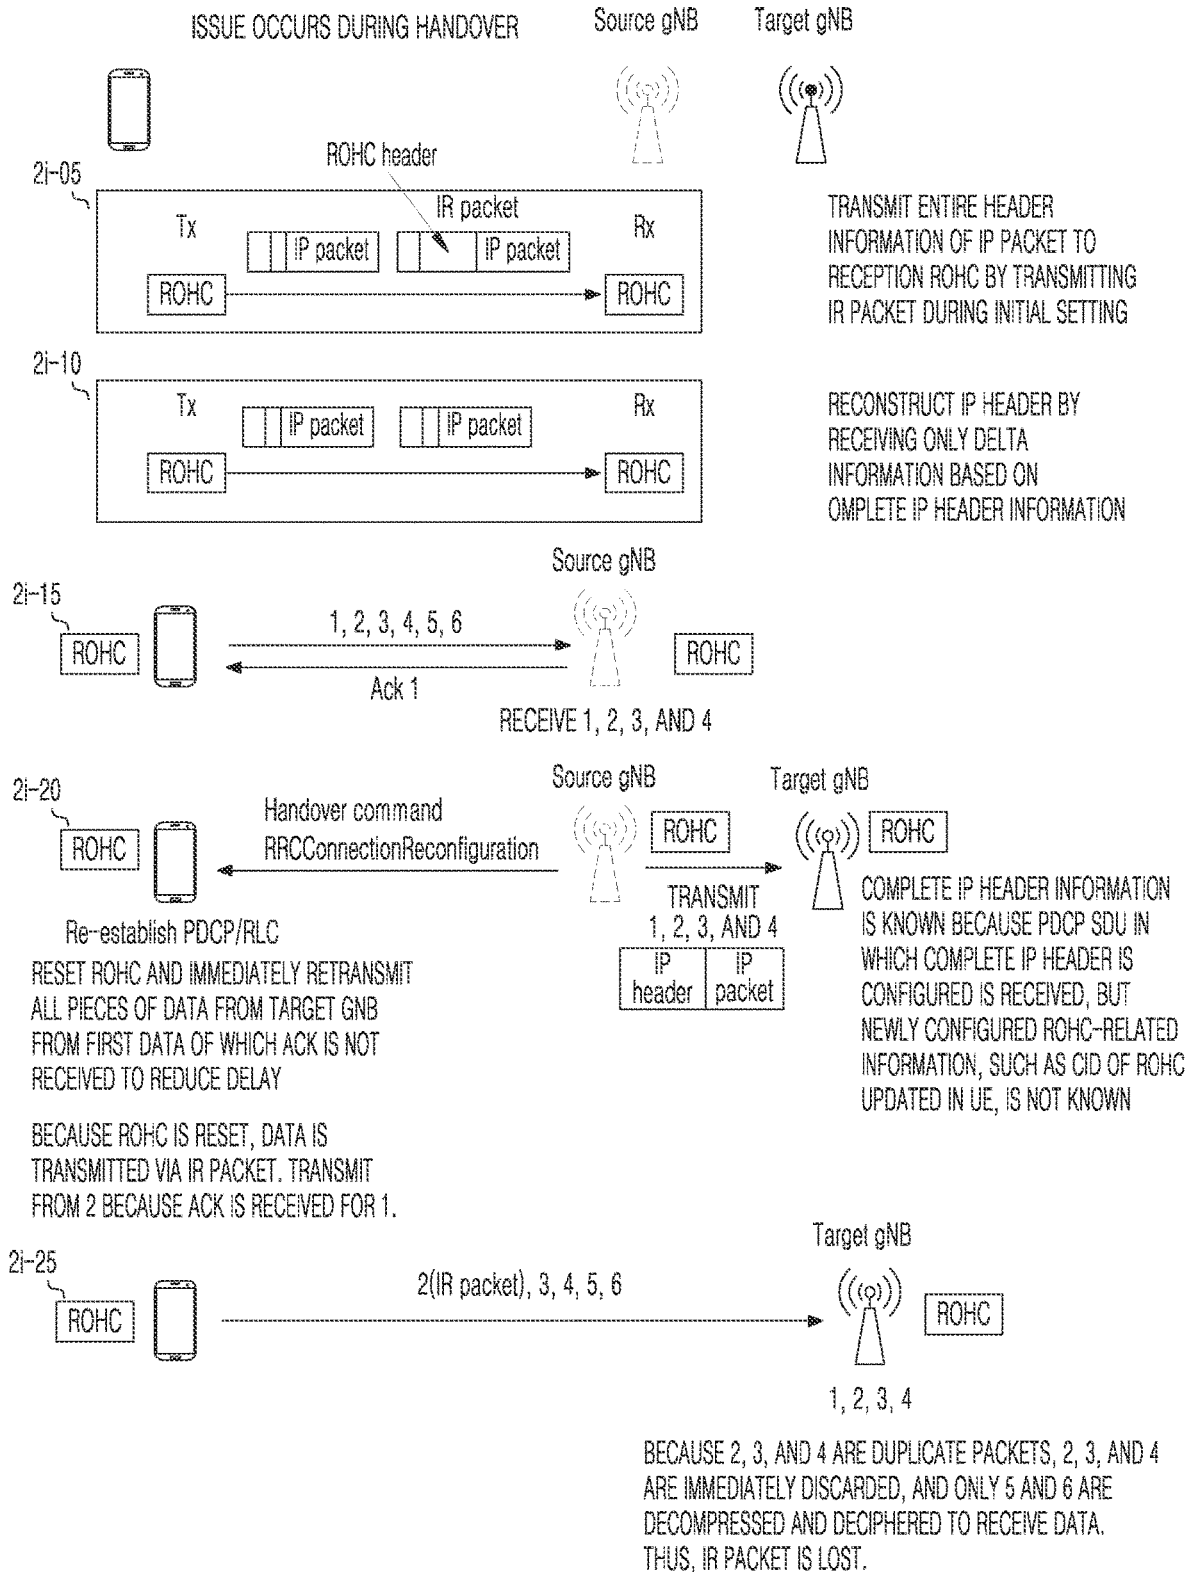 ISSUE OCCURS DURING HANDOVER
Source gNB
Target gNB
2i-05
ROHC header
Tx
IP packet
IR packet
IP packet
Rx
ROHC
ROHC
TRANSMIT ENTIRE HEADER
INFORMATION OF IP PACKET TO
RECEPTION ROHC BY TRANSMITTING
IR PACKET DURING INITIAL SETTING
2i-10
Tx
IP packet
IP packet
Rx
ROHC
ROHC
RECONSTRUCT IP HEADER BY
RECEIVING ONLY DELTA
INFORMATION BASED ON
OMPLETE IP HEADER INFORMATION
2i-15
ROHC
1, 2, 3, 4, 5, 6
Ack 1
Source gNB
ROHC
RECEIVE 1, 2, 3, AND 4
2i-20
ROHC
Handover command
RRCConnectionReconfiguration
Source gNB
ROHC
Target gNB
ROHC
TRANSMIT
1, 2, 3, AND 4
IP
header
IP
packet
Re-establish PDCP/RLC
RESET ROHC AND IMMEDIATELY RETRANSMIT
ALL PIECES OF DATA FROM TARGET GNB
FROM FIRST DATA OF WHICH ACK IS NOT
RECEIVED TO REDUCE DELAY
BECAUSE ROHC IS RESET, DATA IS
TRANSMITTED VIA IR PACKET. TRANSMIT
FROM 2 BECAUSE ACK IS RECEIVED FOR 1.
COMPLETE IP HEADER INFORMATION
IS KNOWN BECAUSE PDCP SDU IN
WHICH COMPLETE IP HEADER IS
CONFIGURED IS RECEIVED, BUT
NEWLY CONFIGURED ROHC-RELATED
INFORMATION, SUCH AS CID OF ROHC
UPDATED IN UE, IS NOT KNOWN
2i-25
ROHC
2(IR packet), 3, 4, 5, 6
Target gNB
ROHC
1, 2, 3, 4
BECAUSE 2, 3, AND 4 ARE DUPLICATE PACKETS, 2, 3, AND 4
ARE IMMEDIATELY DISCARDED, AND ONLY 5 AND 6 ARE
DECOMPRESSED AND DECIPHERED TO RECEIVE DATA.
THUS, IR PACKET IS LOST.